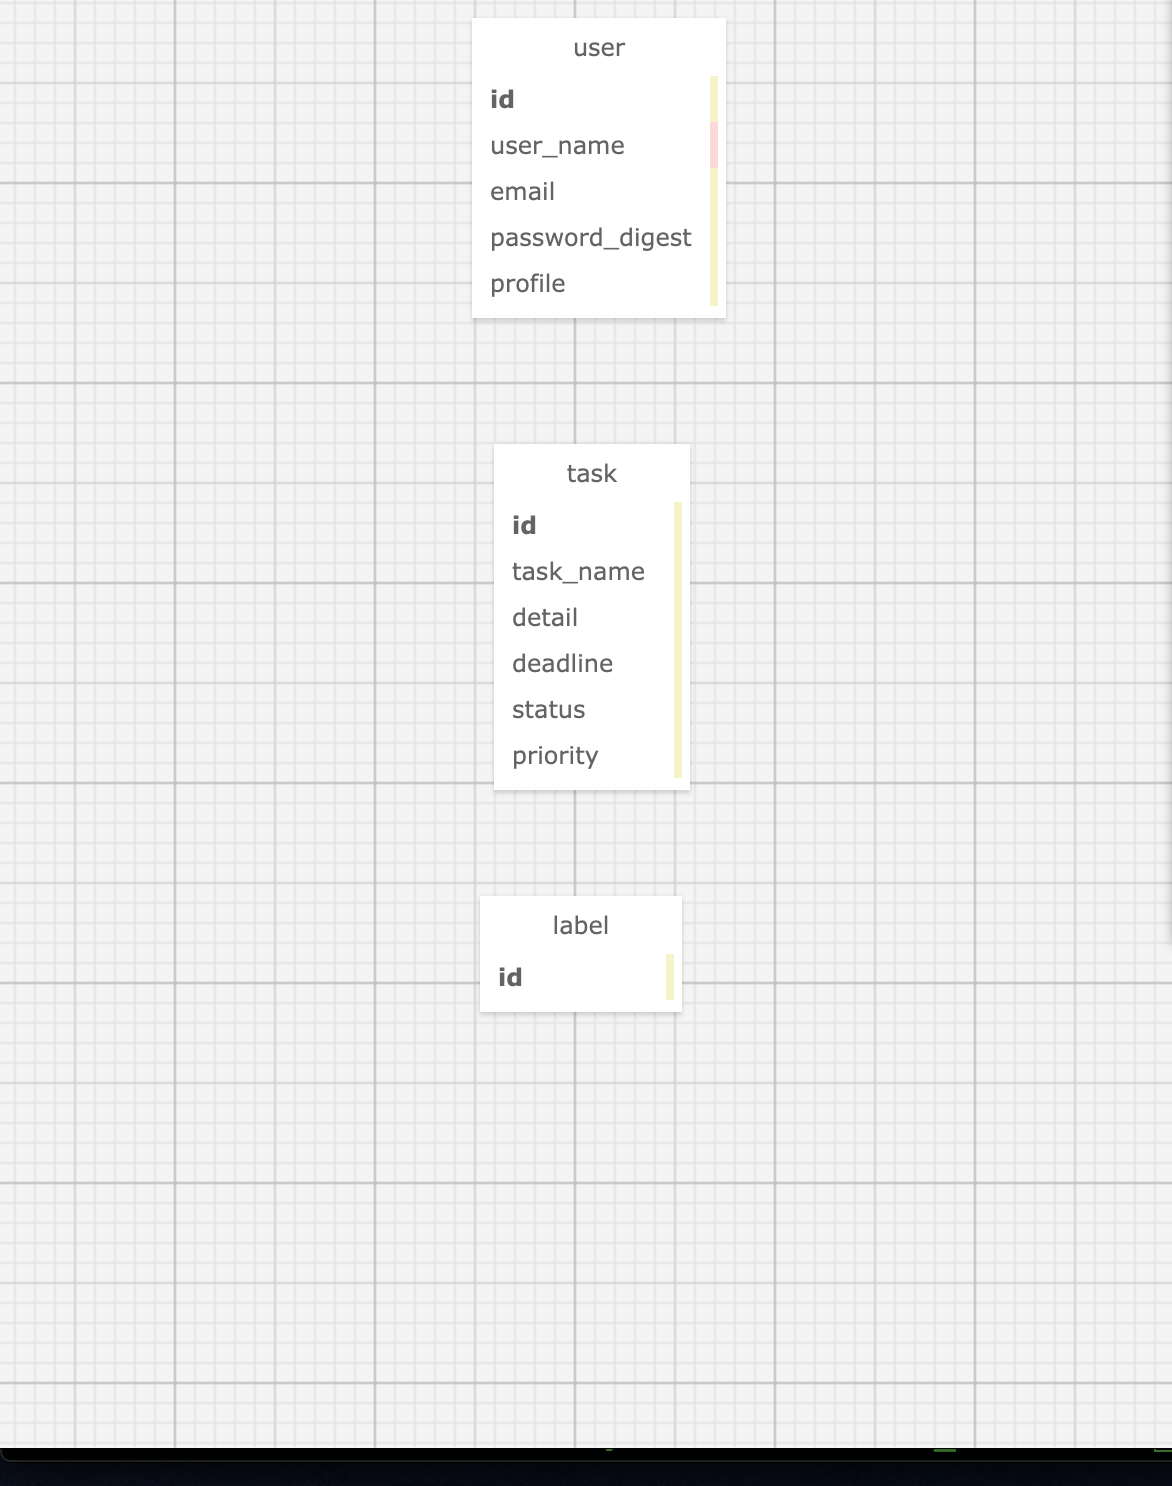 user
id
user_name
email
password_digest
profile
task
id
task_name
detail
deadline
status
priority
label
id